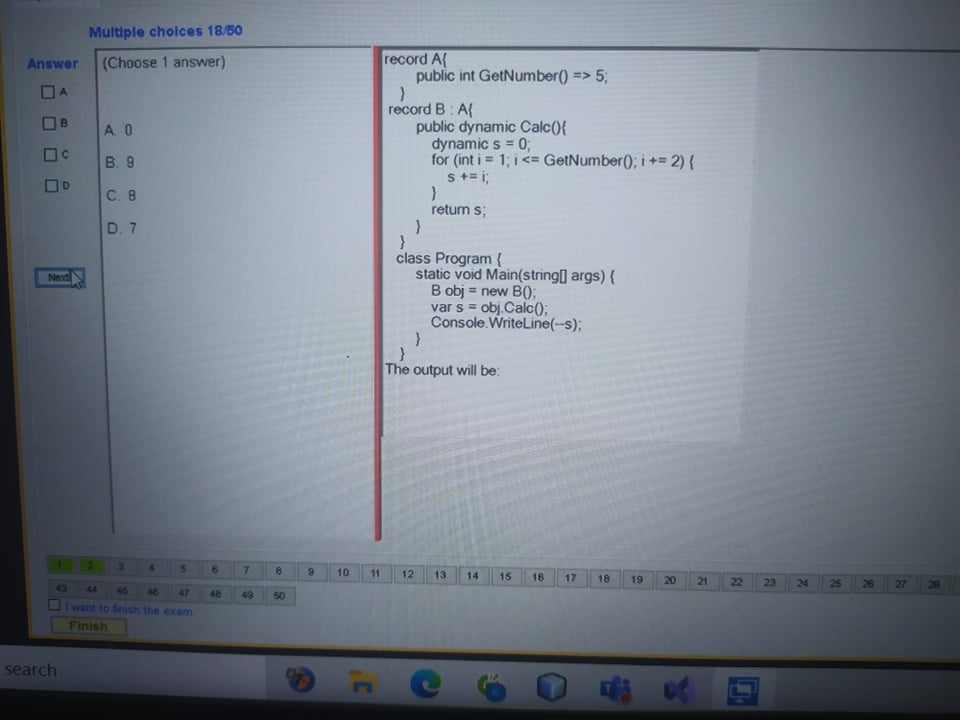 Multiple choices 18/50
Answer
(Choose 1 answer)
A
B
C
D
A. 0
B. 9
C. 8
D. 7
Next
record A{
public int GetNumber() => 5;
}
record B : A{
public dynamic Calc(){
dynamic s = 0;
for (int i = 1; i <= GetNumber(); i += 2) {
s += i;
}
return s;
}
}
class Program {
static void Main(string[] args) {
B obj = new B();
var s = obj.Calc();
Console.WriteLine(--s);
}
}
The output will be:
1 2 3 4 5 6 7 8 9 10 11 12 13 14 15 16 17 18 19 20 21 22 23 24 25 26 27 28
43 44 45 46 47 48 49 50
I want to finish the exam
Finish
search